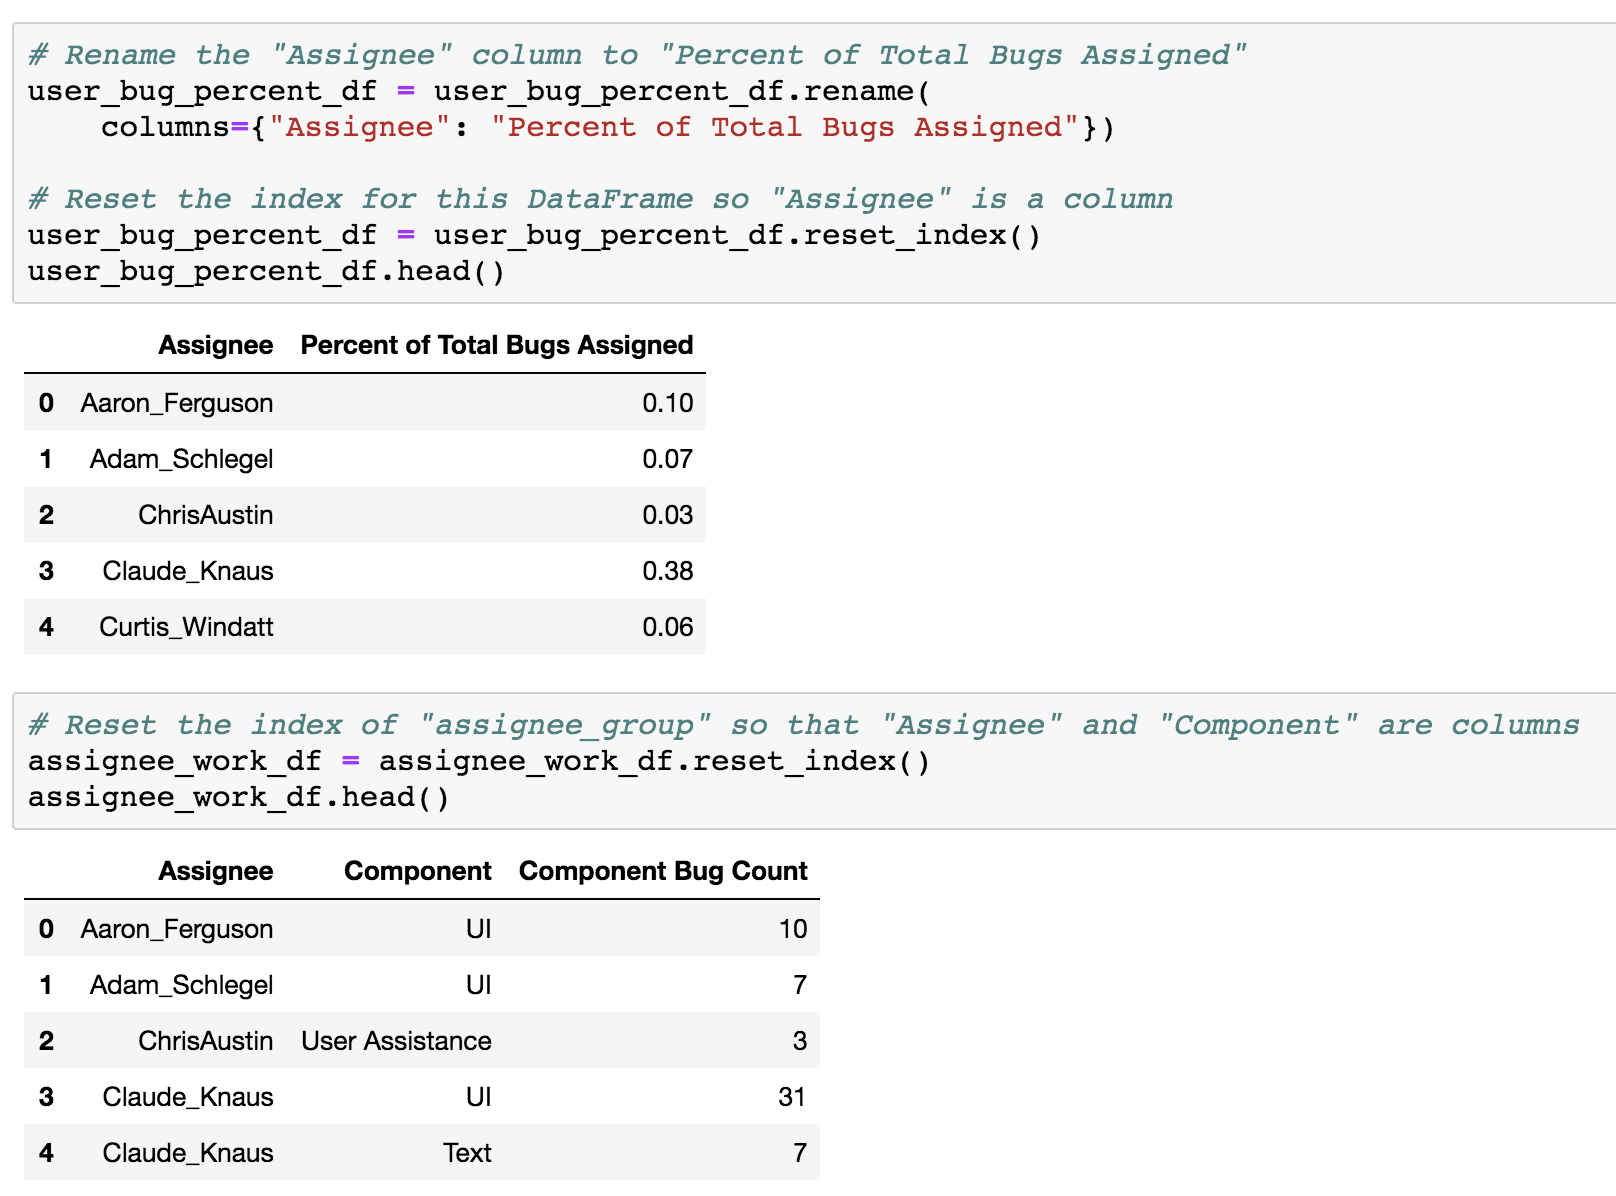 # Rename the "Assignee" column to "Percent of Total Bugs Assigned"
user_bug_percent_df = user_bug_percent_df.rename(
    columns={"Assignee": "Percent of Total Bugs Assigned"})
# Reset the index for this DataFrame so "Assignee" is a column
user_bug_percent_df = user_bug_percent_df.reset_index()
user_bug_percent_df.head()
Assignee Percent of Total Bugs Assigned
0 Aaron_Ferguson 0.10
1 Adam_Schlegel 0.07
2 ChrisAustin 0.03
3 Claude_Knaus 0.38
4 Curtis_Windatt 0.06
# Reset the index of "assignee_group" so that "Assignee" and "Component" are columns
assignee_work_df = assignee_work_df.reset_index()
assignee_work_df.head()
Assignee Component Component Bug Count
0 Aaron_Ferguson UI 10
1 Adam_Schlegel UI 7
2 ChrisAustin User Assistance 3
3 Claude_Knaus UI 31
4 Claude_Knaus Text 7